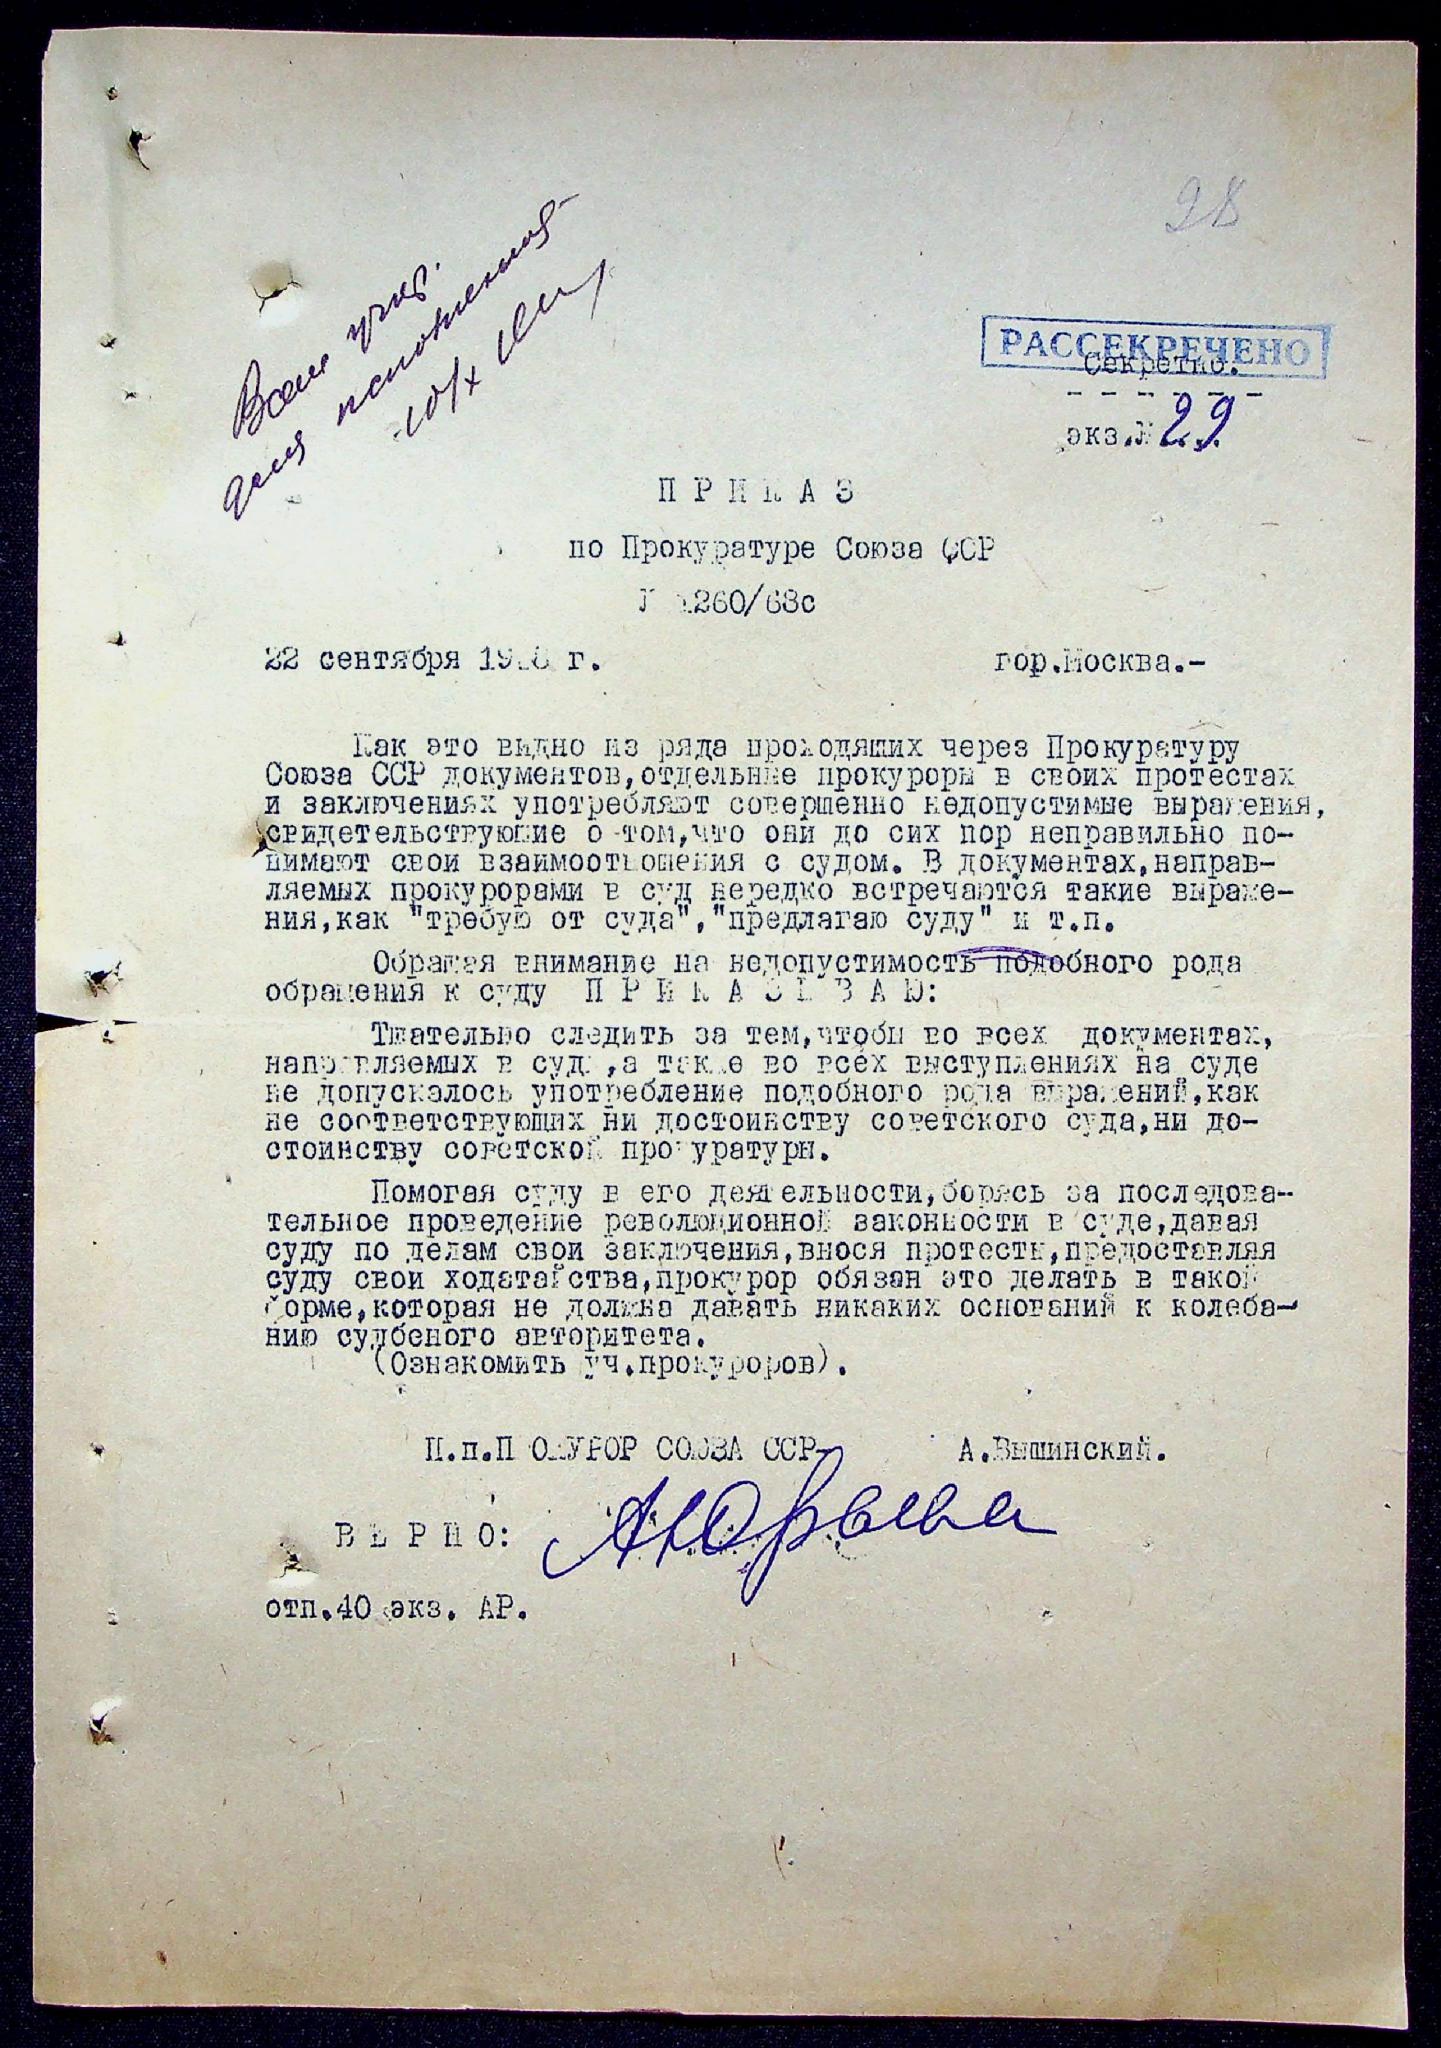 28
РАССЕКРЕЧЕНО
Секретно.
экз.№ 29
Всем
для исполнения
10/X
П Р И К А З
по Прокуратуре Союза ССР
260/68с
22 сентября г.
гор.Москва.-
Как это видно из ряда проходящих через Прокуратуру
Союза ССР документов,отдельные прокуроры в своих протестах
и заключениях употребляют совершенно недопустимые выражения,
свидетельствующие о том,что они до сих пор неправильно по-
нимают свои взаимоотношения с судом. В документах,направ-
ляемых прокурорами в суд нередко встречаются такие выраже-
ния,как "требую от суда","предлагаю суду" и т.п.
Обращая внимание на недопустимость подобного рода
обращения к суду П Р И К А З Ы В А Ю:
Тщательно следить за тем,чтобы во всех документах,
направляемых в суд ,а также во всех выступлениях на суде
не допускалось употребление подобного рода выражений,как
не соответствующих ни достоинству советского суда,ни до-
стоинству советской прокуратуры.
Помогая суду в его деятельности,борясь за последова-
тельное проведение революционной законности в суде,давая
суду по делам свои заключения,внося протесты,предоставляя
суду свои ходатайства,прокурор обязан это делать в такой
форме,которая не должна давать никаких оснований к колеба-
нию судбеного авторитета.
(Ознакомить уч.прокуроров).
П.п.ПРОКУРОР СОЮЗА ССР- А.Вышинский.
В Е Р Н О:
отп.40 экз. АР.